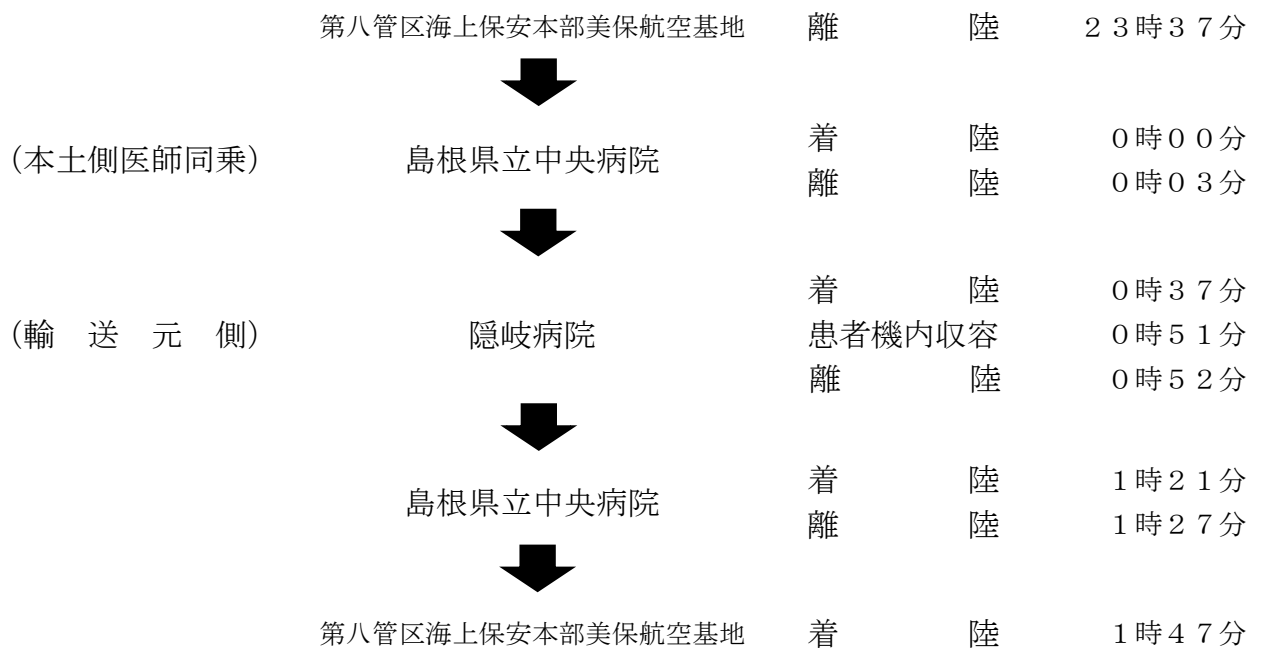 第八管区海上保安本部美保航空基地 離陸 23時37分
着陸 0時00分
(本土側医師同乗) 島根県立中央病院
離陸 0時03分
着陸 0時37分
(輸送元側) 隠岐病院 患者機内収容 0時51分
離陸 0時52分
着陸 1時21分
島根県立中央病院
離陸 1時27分
第八管区海上保安本部美保航空基地 着陸 1時47分